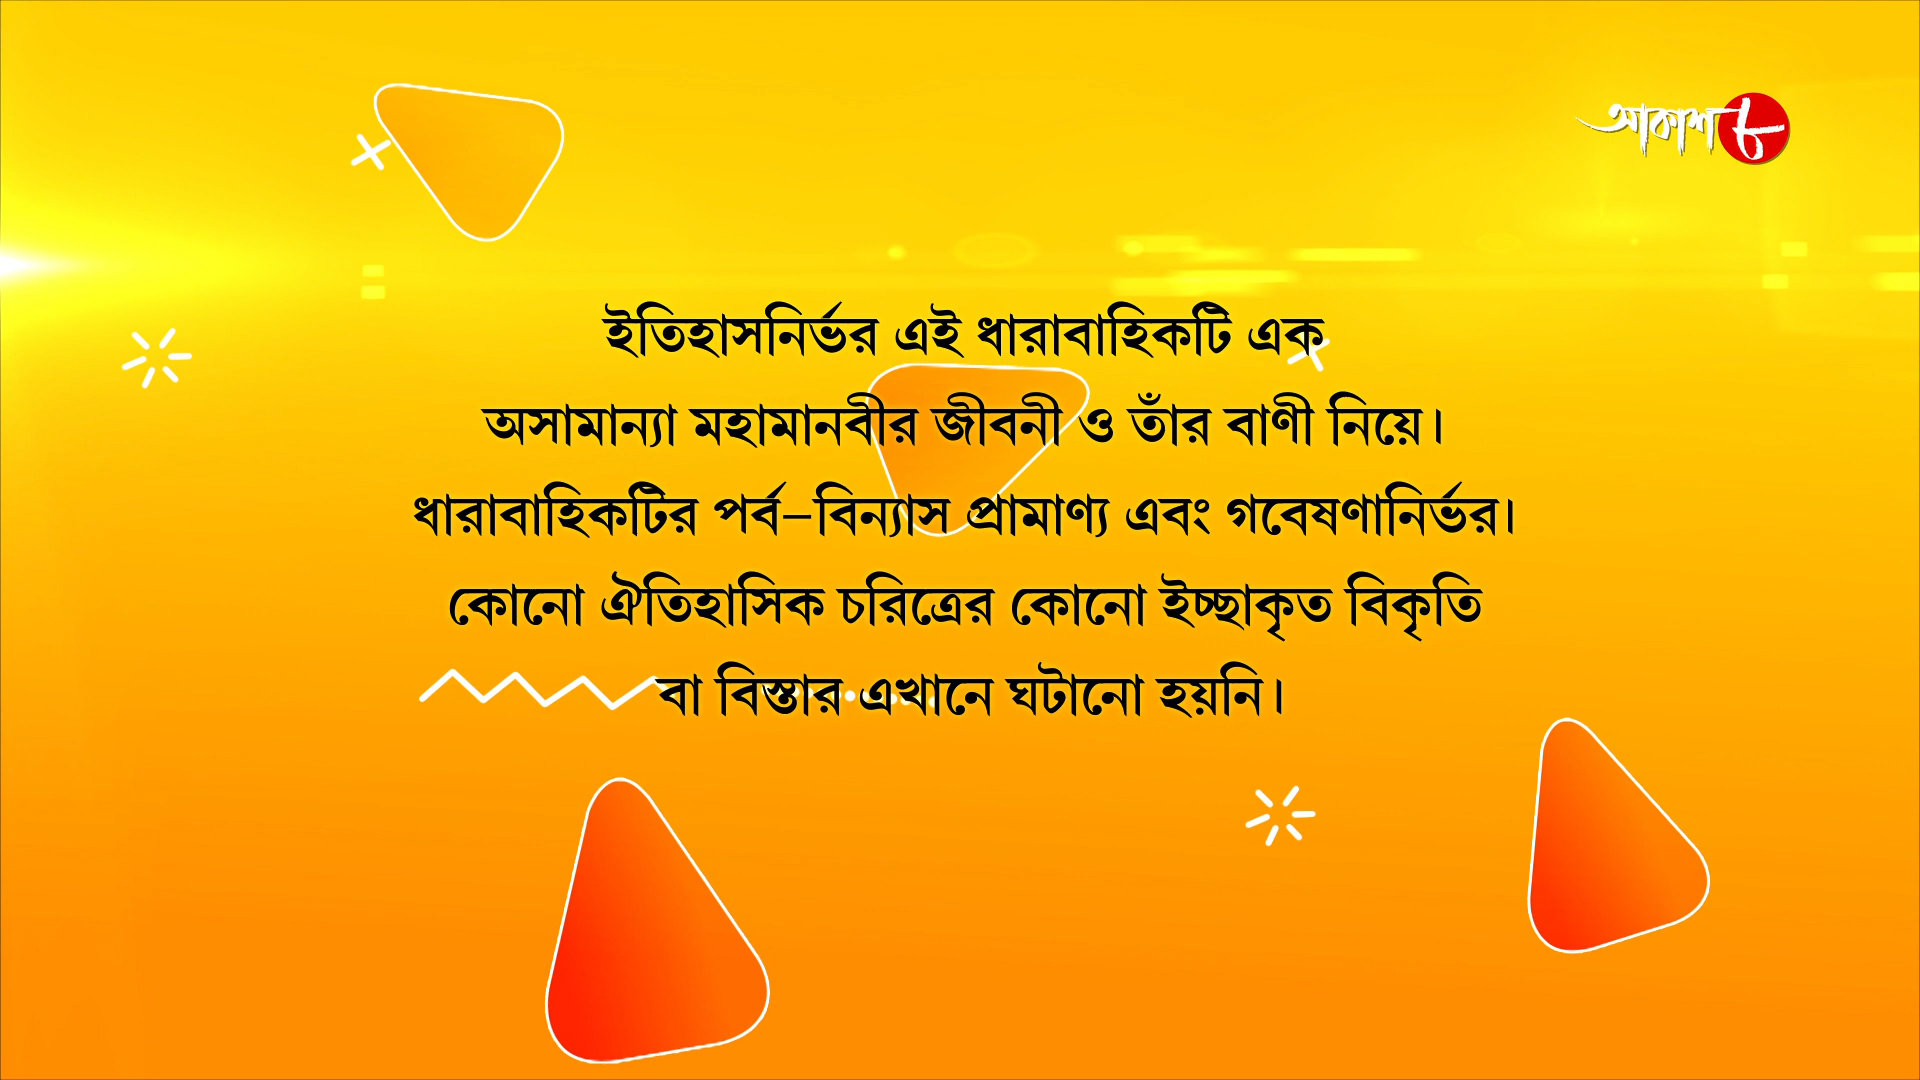 আকাশ ৮
ইতিহাসনির্ভর এই ধারাবাহিকটি এক
অসামান্যা মহামানবীর জীবনী ও তাঁর বাণী নিয়ে।
ধারাবাহিকটির পর্ব–বিন্যাস প্রামাণ্য এবং গবেষণানির্ভর।
কোনো ঐতিহাসিক চরিত্রের কোনো ইচ্ছাকৃত বিকৃতি
বা বিস্তার এখানে ঘটানো হয়নি।